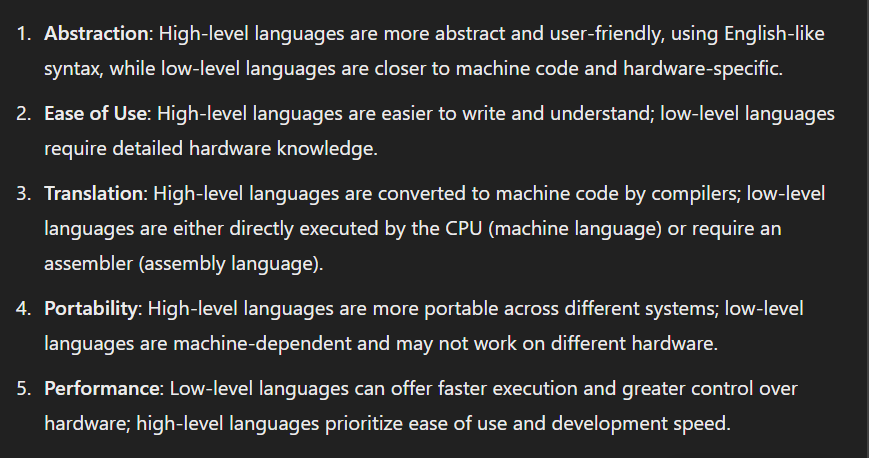 1. Abstraction: High-level languages are more abstract and user-friendly, using English-like
syntax, while low-level languages are closer to machine code and hardware-specific.
2. Ease of Use: High-level languages are easier to write and understand; low-level languages
require detailed hardware knowledge.
3. Translation: High-level languages are converted to machine code by compilers; low-level
languages are either directly executed by the CPU (machine language) or require an
assembler (assembly language).
4. Portability: High-level languages are more portable across different systems; low-level
languages are machine-dependent and may not work on different hardware.
5. Performance: Low-level languages can offer faster execution and greater control over
hardware; high-level languages prioritize ease of use and development speed.